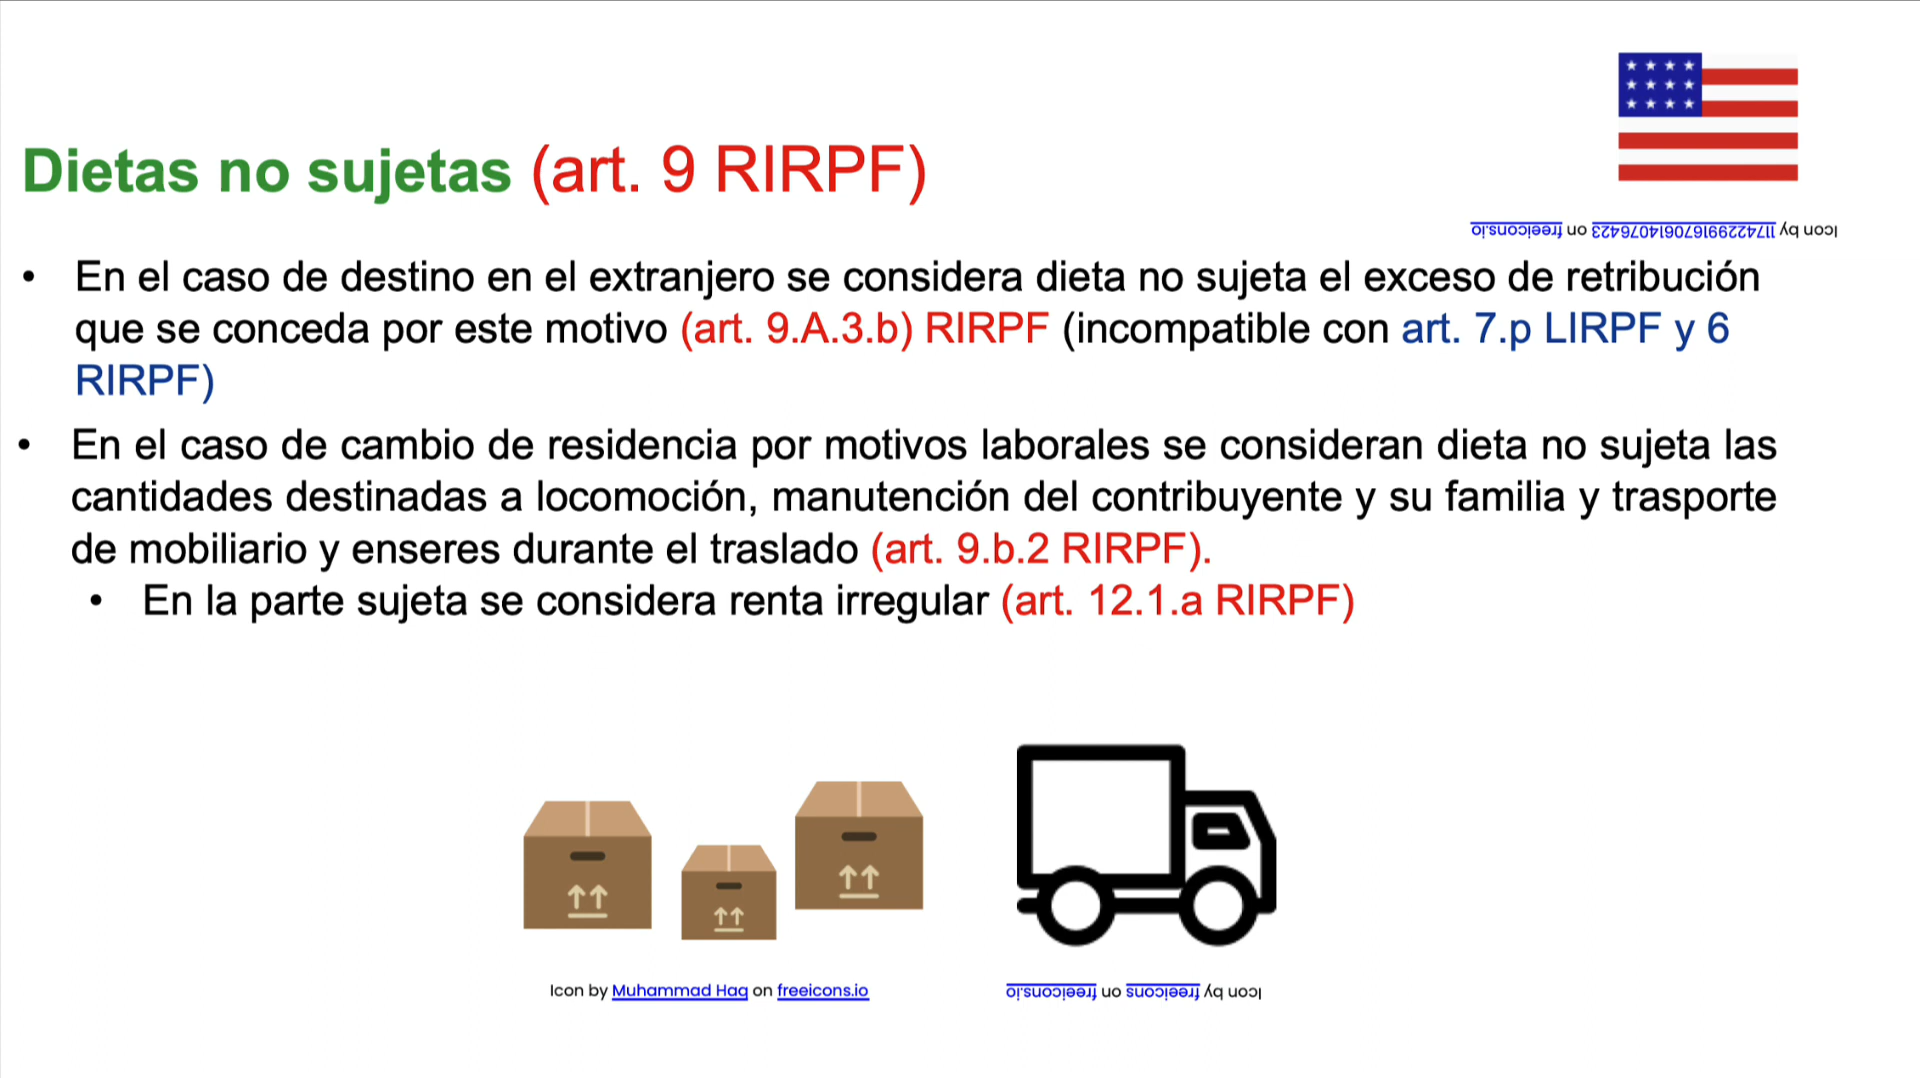 Dietas no sujetas (art. 9 RIRPF)
Icon by 117422991670614076423 on freeicons.io
• En el caso de destino en el extranjero se considera dieta no sujeta el exceso de retribución
que se conceda por este motivo (art. 9.A.3.b) RIRPF (incompatible con art. 7.p LIRPF y 6
RIRPF)
• En el caso de cambio de residencia por motivos laborales se consideran dieta no sujeta las
cantidades destinadas a locomoción, manutención del contribuyente y su familia y trasporte
de mobiliario y enseres durante el traslado (art. 9.b.2 RIRPF).
• En la parte sujeta se considera renta irregular (art. 12.1.a RIRPF)
Icon by Muhammad Haq on freeicons.io
Icon by freeicons on freeicons.io